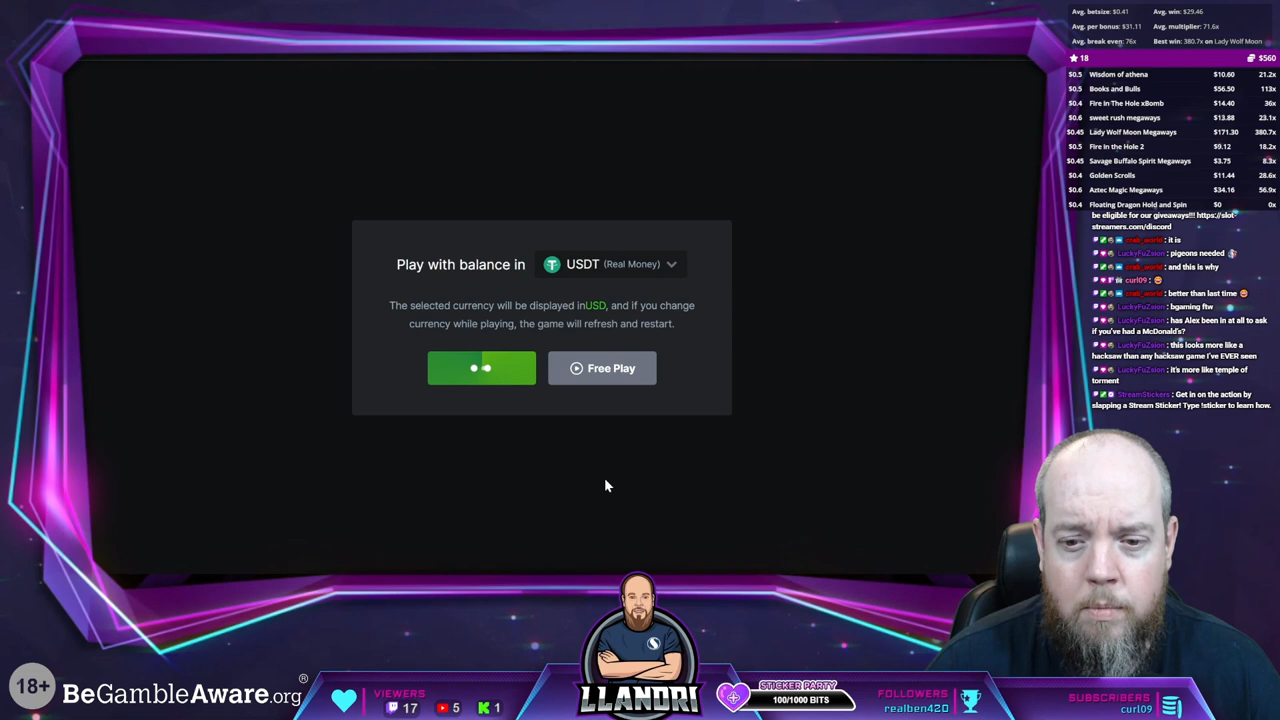 Avg. betsize: $0.41 Avg. win: $29.46
Avg. per bonus: $31.11 Avg. multiplier: 71.6x
Avg. break even: 76x Best win: 380.7x on Lady Wolf Moon
18 $560
$0.5 Wisdom of athena $10.60 21.2x
$0.5 Books and Bulls $56.50 113x
$0.4 Fire in The Hole xBomb $14.40 36x
$0.6 sweet rush megaways $13.88 23.1x
$0.45 Lady Wolf Moon Megaways $171.30 380.7x
$0.5 Fire in the Hole 2 $9.12 18.2x
$0.45 Savage Buffalo Spirit Megaways $3.75 8.3x
$0.4 Golden Scrolls $11.44 28.6x
$0.6 Aztec Magic Megaways $34.16 56.9x
$0.4 Floating Dragon Hold and Spin $0 0x
be eligible for our giveaways!!! https://slot-
streamers.com/discord
crab_world : it is
LuckyFuZsion : pigeons needed
crab_world : and this is why
curl09 :
crab_world : better than last time
LuckyFuZsion : bgaming ftw
LuckyFuZsion : has Alex been in at all to ask
if you've had a McDonald's?
LuckyFuZsion : this looks more like a
hacksaw than any hacksaw game I've EVER seen
LuckyFuZsion : it's more like temple of
torment
StreamStickers : Get in on the action by
slapping a Stream Sticker! Type !sticker to learn how.
Play with balance in USDT (Real Money)
The selected currency will be displayed inUSD, and if you change
currency while playing, the game will refresh and restart.
Free Play
18+ BeGambleAware.org ®
VIEWERS
17 5 1
LLANDRI
STICKER PARTY
100/1000 BITS
FOLLOWERS
realben420
SUBSCRIBERS
curl09